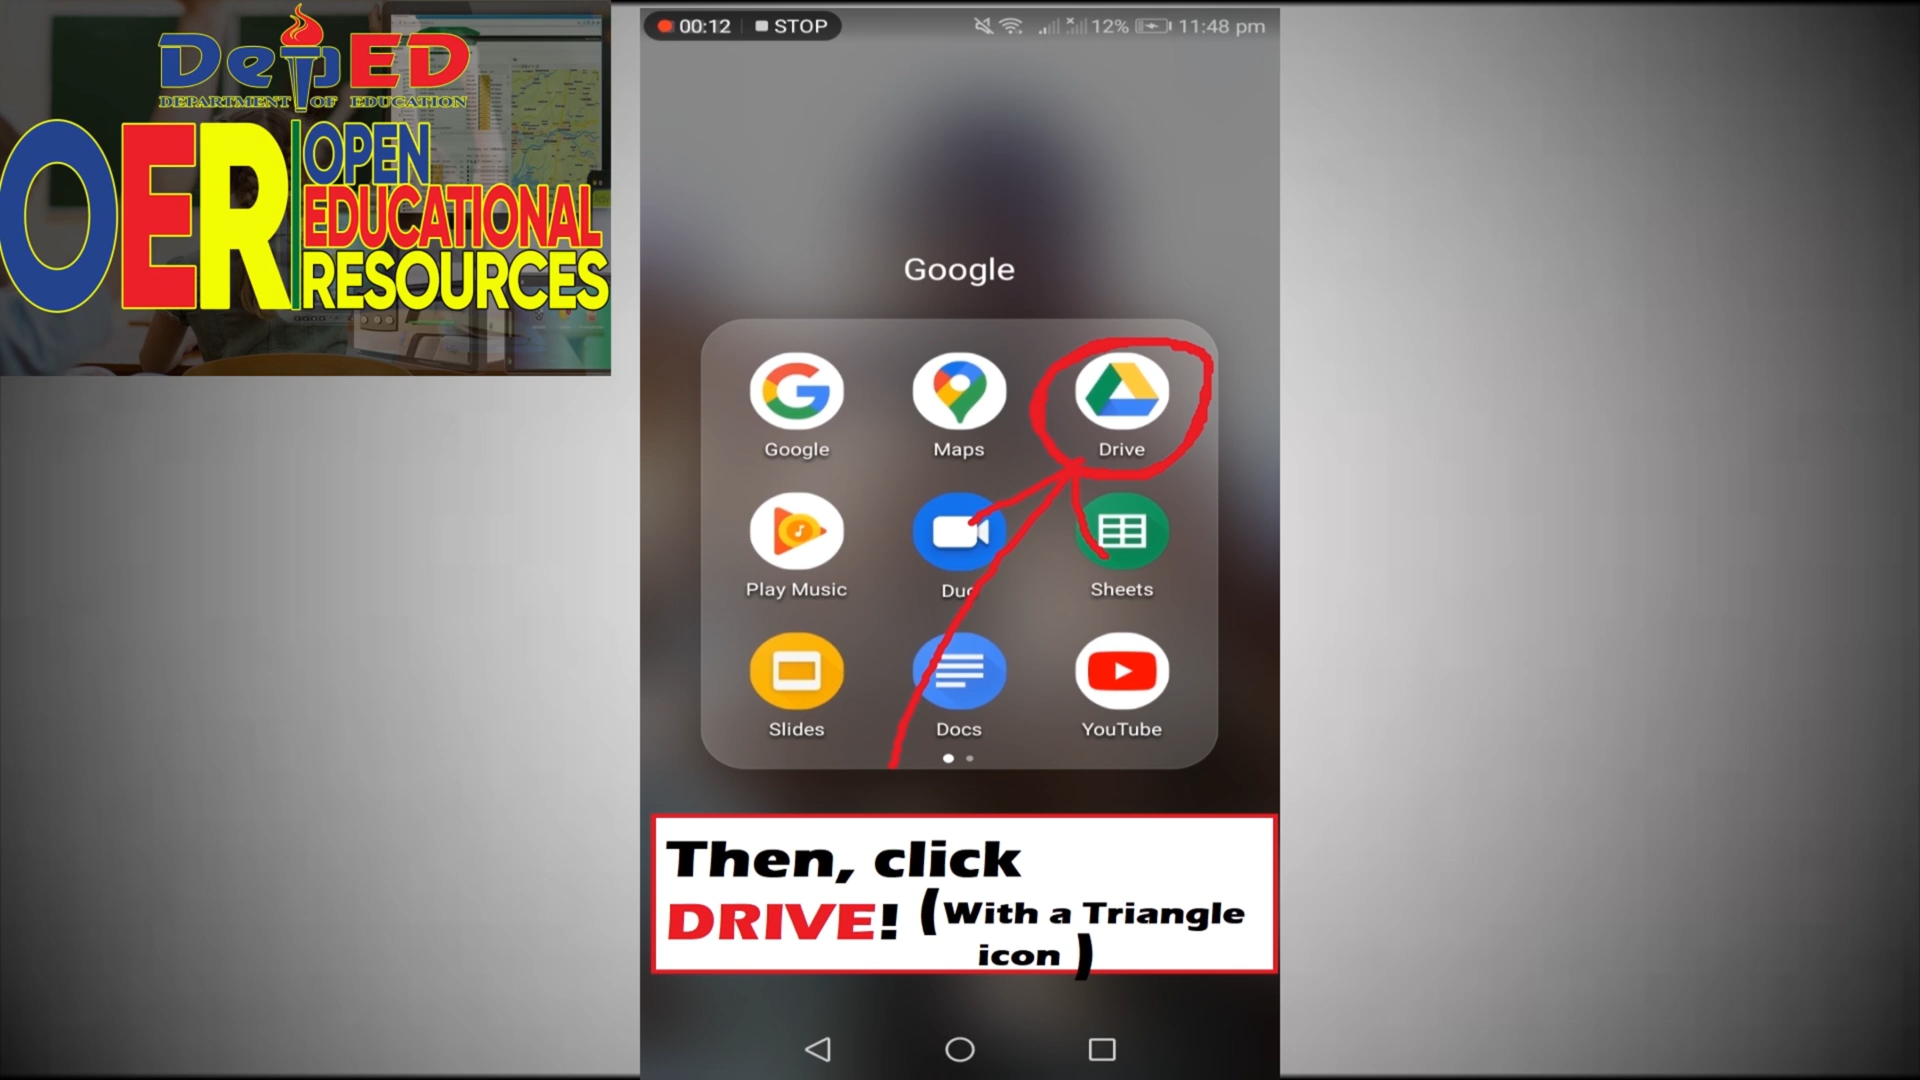 DepED
DEPARTMENT OF EDUCATION
OER
OPEN
EDUCATIONAL
RESOURCES
00:12 STOP 12% 11:48 pm
Google
Google Maps Drive
Play Music Duo Sheets
Slides Docs YouTube
Then, click
DRIVE! (With a Triangle
icon )